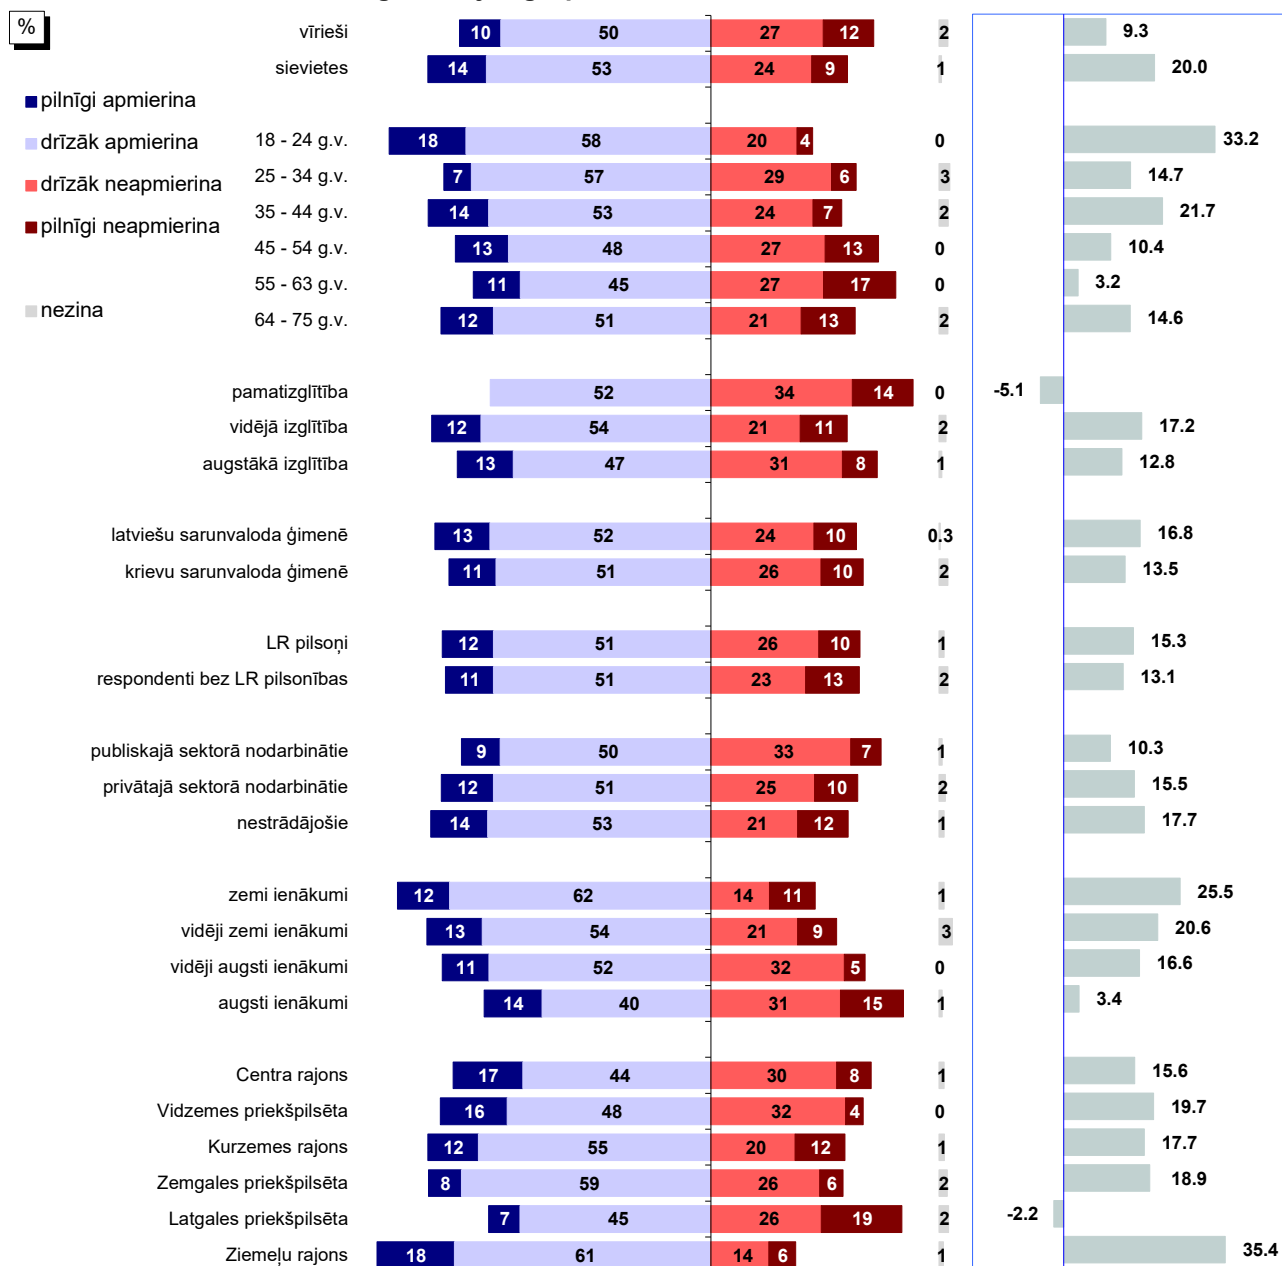 %
pilnīgi apmierina
drīzāk apmierina
drīzāk neapmierina
pilnīgi neapmierina
nezina
vīrieši 10 50 27 12 2 9.3
sievietes 14 53 24 9 1 20.0
18 - 24 g.v. 18 58 20 4 0 33.2
25 - 34 g.v. 7 57 29 6 3 14.7
35 - 44 g.v. 14 53 24 7 2 21.7
45 - 54 g.v. 13 48 27 13 0 10.4
55 - 63 g.v. 11 45 27 17 0 3.2
64 - 75 g.v. 12 51 21 13 2 14.6
pamatizglītība 52 34 14 0 -5.1
vidējā izglītība 12 54 21 11 2 17.2
augstākā izglītība 13 47 31 8 1 12.8
latviešu sarunvaloda ģimenē 13 52 24 10 0.3 16.8
krievu sarunvaloda ģimenē 11 51 26 10 2 13.5
LR pilsoņi 12 51 26 10 1 15.3
respondenti bez LR pilsonības 11 51 23 13 2 13.1
publiskajā sektorā nodarbinātie 9 50 33 7 1 10.3
privātajā sektorā nodarbinātie 12 51 25 10 2 15.5
nestrādājošie 14 53 21 12 1 17.7
zemi ienākumi 12 62 14 11 1 25.5
vidēji zemi ienākumi 13 54 21 9 3 20.6
vidēji augsti ienākumi 11 52 32 5 0 16.6
augsti ienākumi 14 40 31 15 1 3.4
Centra rajons 17 44 30 8 1 15.6
Vidzemes priekšpilsēta 16 48 32 4 0 19.7
Kurzemes rajons 12 55 20 12 1 17.7
Zemgales priekšpilsēta 8 59 26 6 2 18.9
Latgales priekšpilsēta 7 45 26 19 2 -2.2
Ziemeļu rajons 18 61 14 6 1 35.4